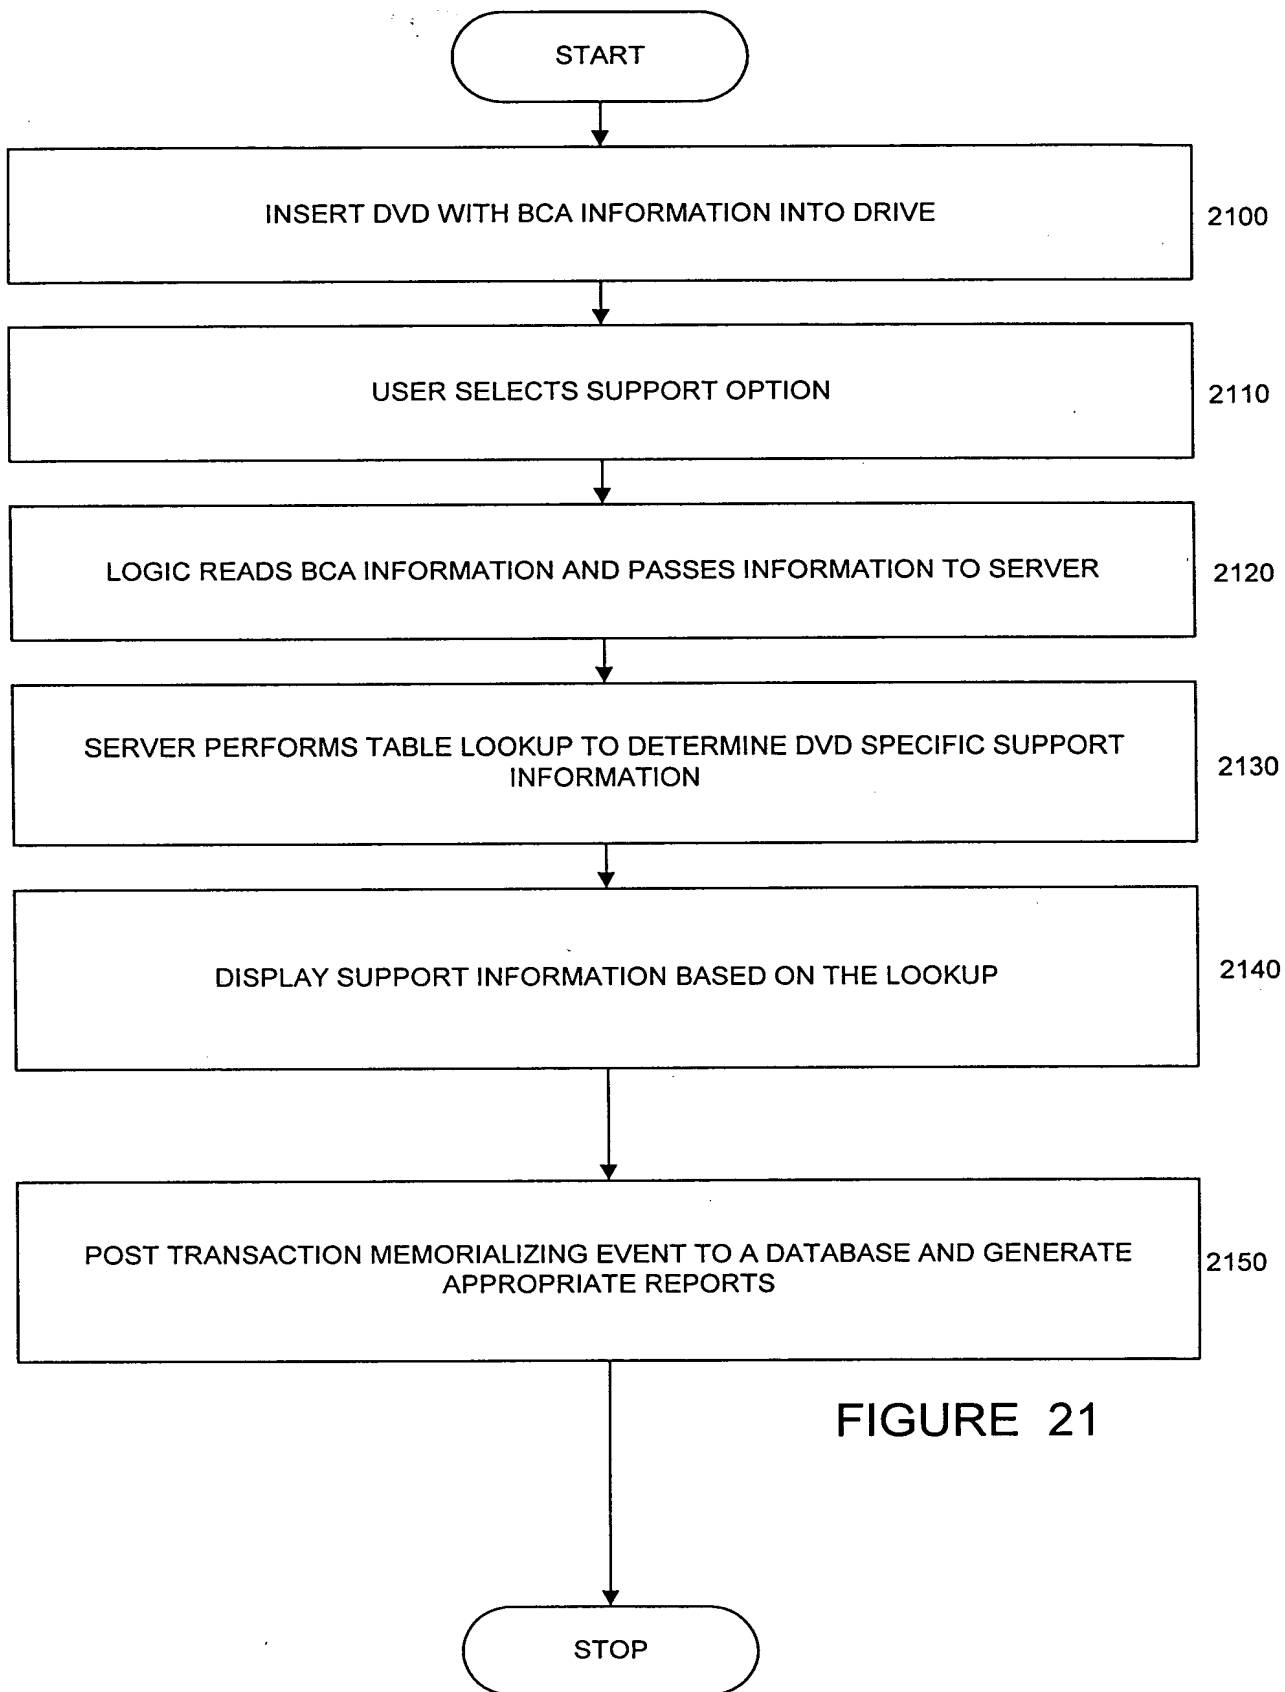 START
INSERT DVD WITH BCA INFORMATION INTO DRIVE
2100
USER SELECTS SUPPORT OPTION
2110
LOGIC READS BCA INFORMATION AND PASSES INFORMATION TO SERVER
2120
SERVER PERFORMS TABLE LOOKUP TO DETERMINE DVD SPECIFIC SUPPORT
INFORMATION
2130
DISPLAY SUPPORT INFORMATION BASED ON THE LOOKUP
2140
POST TRANSACTION MEMORIALIZING EVENT TO A DATABASE AND GENERATE
APPROPRIATE REPORTS
2150
FIGURE 21
STOP